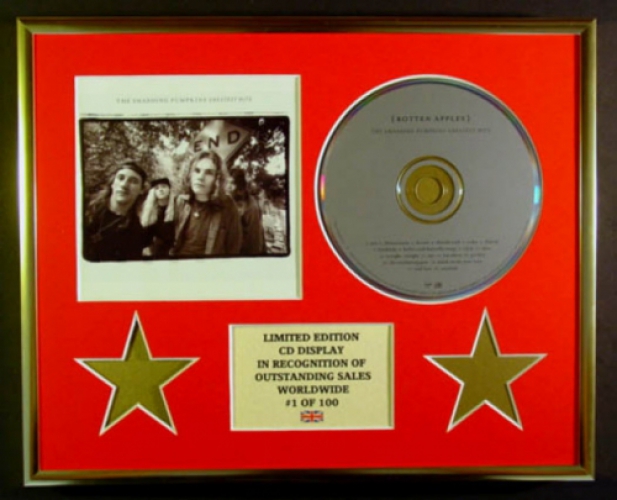 THE SMASHING PUMPKINS GREATEST HITS
END
{ROTTEN APPLES}
THE SMASHING PUMPKINS GREATEST HITS
LIMITED EDITION
CD DISPLAY
IN RECOGNITION OF
OUTSTANDING SALES
WORLDWIDE
#1 OF 100